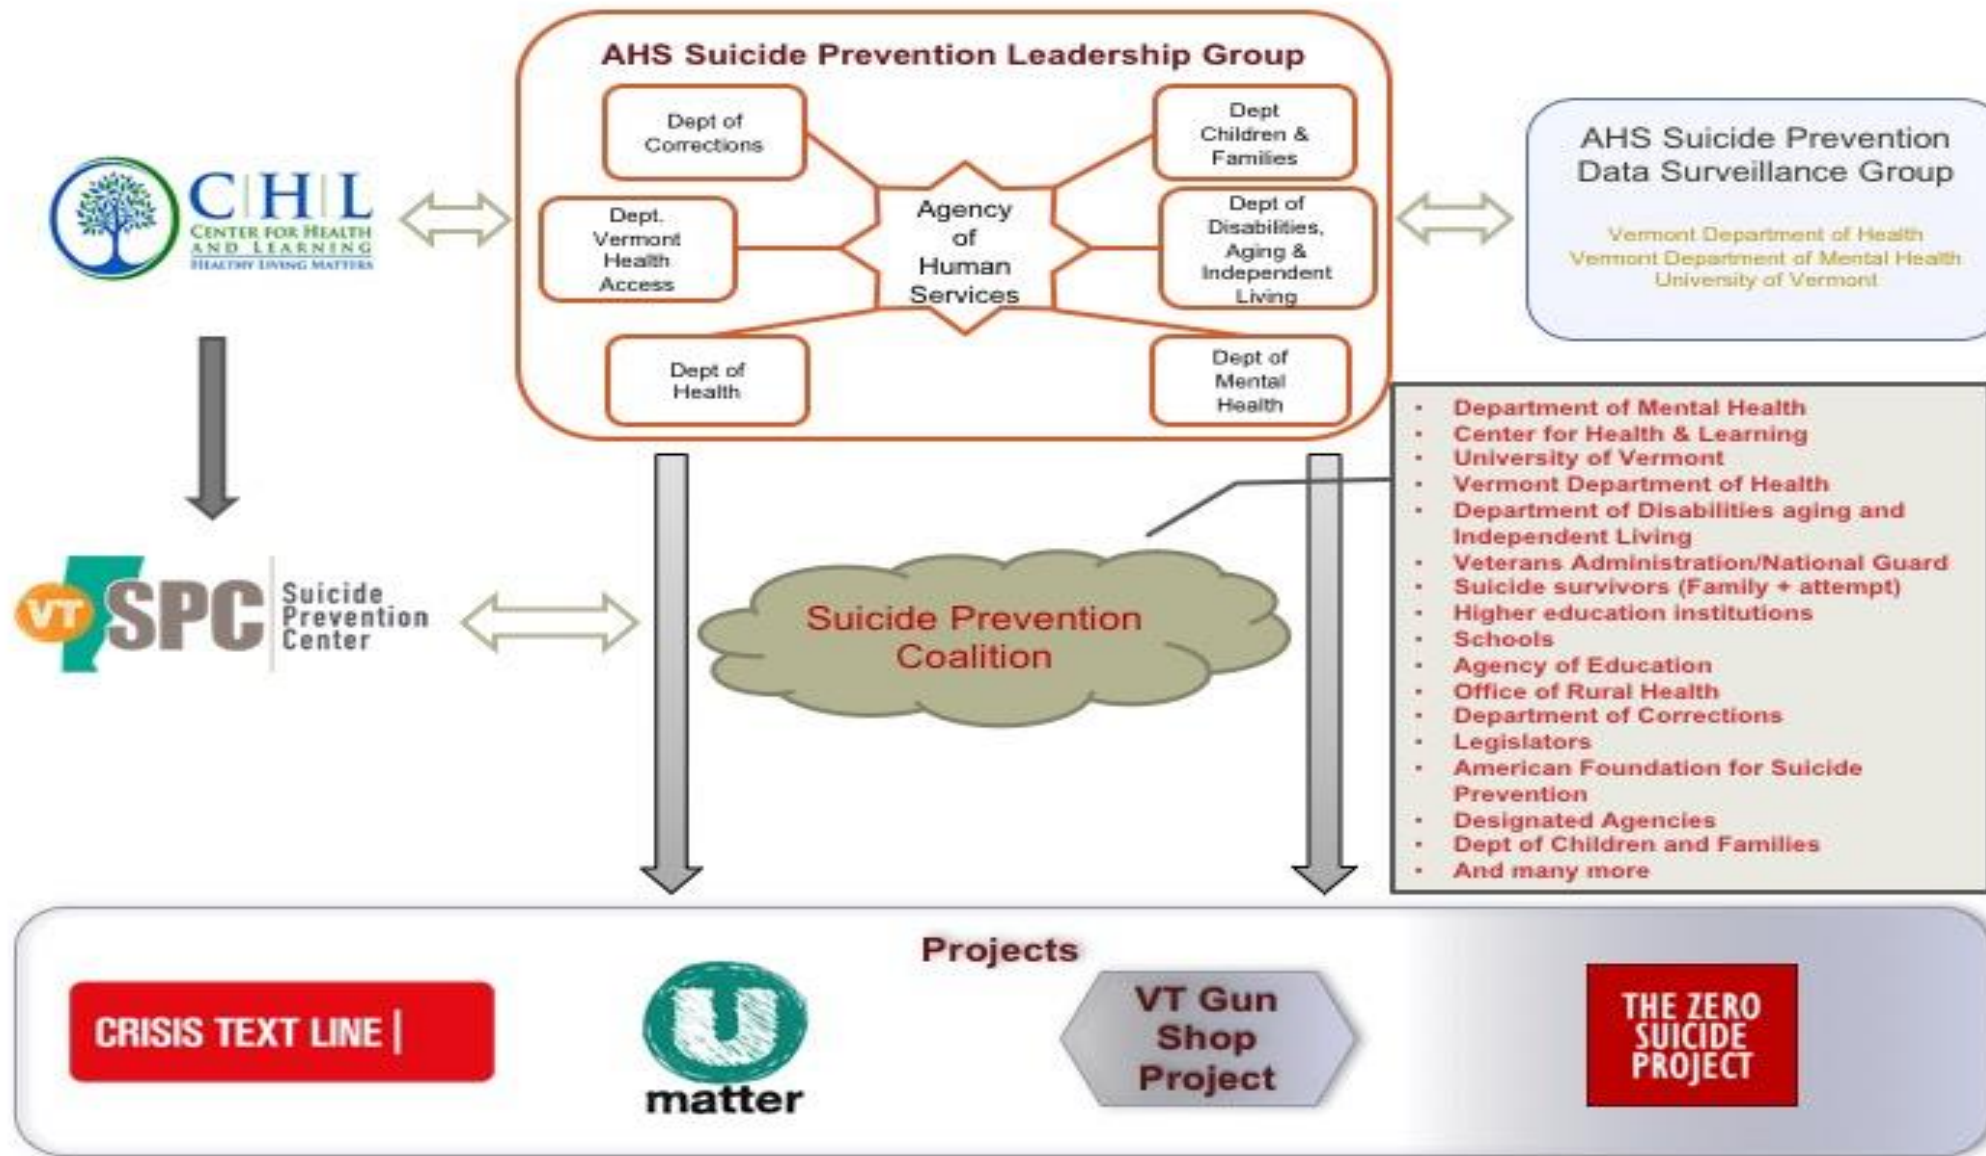 AHS Suicide Prevention Leadership Group
Dept of
Corrections
Dept
Children &
Families
Dept.
Vermont
Health
Access
Agency
of
Human
Services
Dept of
Disabilities,
Aging &
Independent
Living
Dept of
Health
Dept of
Mental
Health
C|H|L
CENTER FOR HEALTH
AND LEARNING
HEALTHY LIVING MATTERS
AHS Suicide Prevention
Data Surveillance Group
Vermont Department of Health
Vermont Department of Mental Health
University of Vermont
VT SPC
Suicide
Prevention
Center
Suicide Prevention
Coalition
• Department of Mental Health
• Center for Health & Learning
• University of Vermont
• Vermont Department of Health
• Department of Disabilities aging and
Independent Living
• Veterans Administration/National Guard
• Suicide survivors (Family + attempt)
• Higher education institutions
• Schools
• Agency of Education
• Office of Rural Health
• Department of Corrections
• Legislators
• American Foundation for Suicide
Prevention
• Designated Agencies
• Dept of Children and Families
• And many more
Projects
CRISIS TEXT LINE |
U
matter
VT Gun
Shop
Project
THE ZERO
SUICIDE
PROJECT